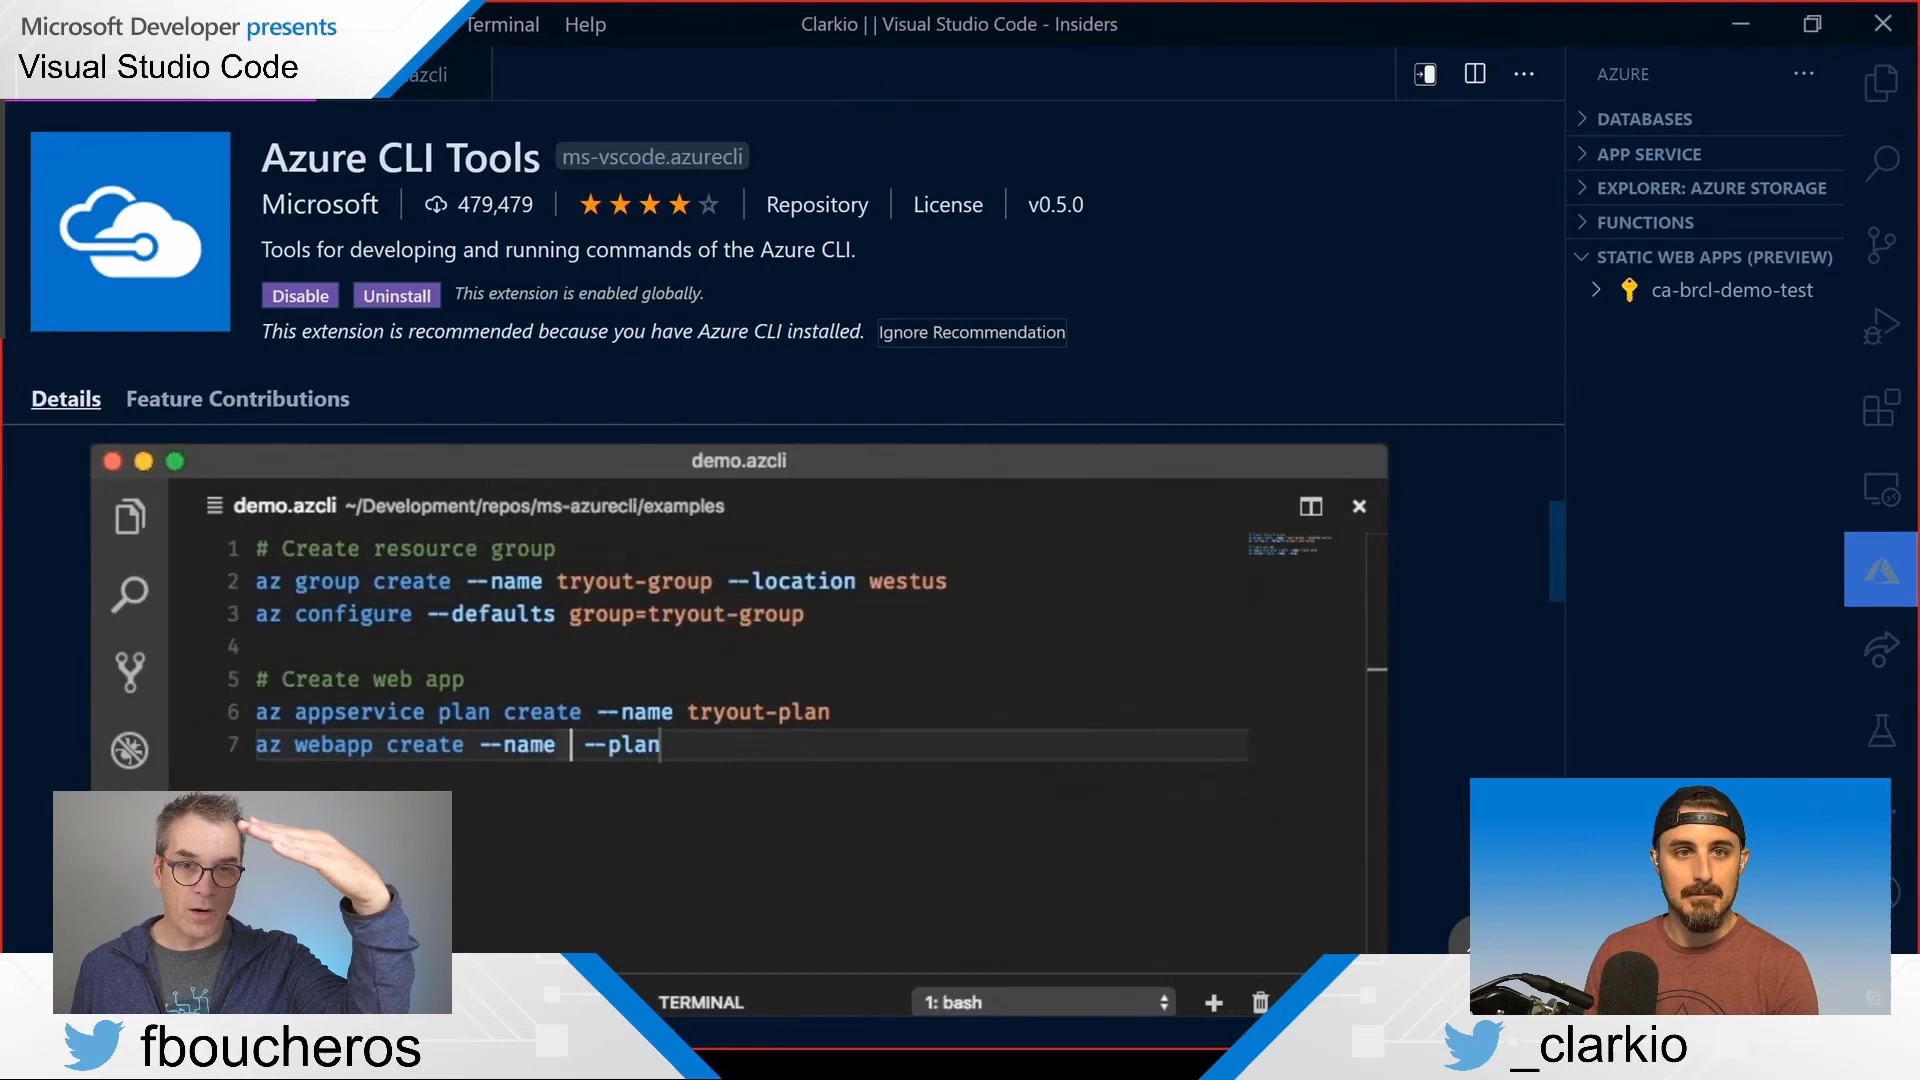 Microsoft Developer presents
Visual Studio Code
Terminal Help
Clarkio | | Visual Studio Code - Insiders
azcli
Azure CLI Tools ms-vscode.azurecli
Microsoft 479,479 Repository License v0.5.0
Tools for developing and running commands of the Azure CLI.
Disable Uninstall This extension is enabled globally.
This extension is recommended because you have Azure CLI installed. Ignore Recommendation
Details Feature Contributions
demo.azcli
demo.azcli ~/Development/repos/ms-azurecli/examples
1 # Create resource group
2 az group create --name tryout-group --location westus
3 az configure --defaults group=tryout-group
4
5 # Create web app
6 az appservice plan create --name tryout-plan
7 az webapp create --name --plan
TERMINAL 1: bash
AZURE
DATABASES
APP SERVICE
EXPLORER: AZURE STORAGE
FUNCTIONS
STATIC WEB APPS (PREVIEW)
ca-brcl-demo-test
fboucheros
_clarkio